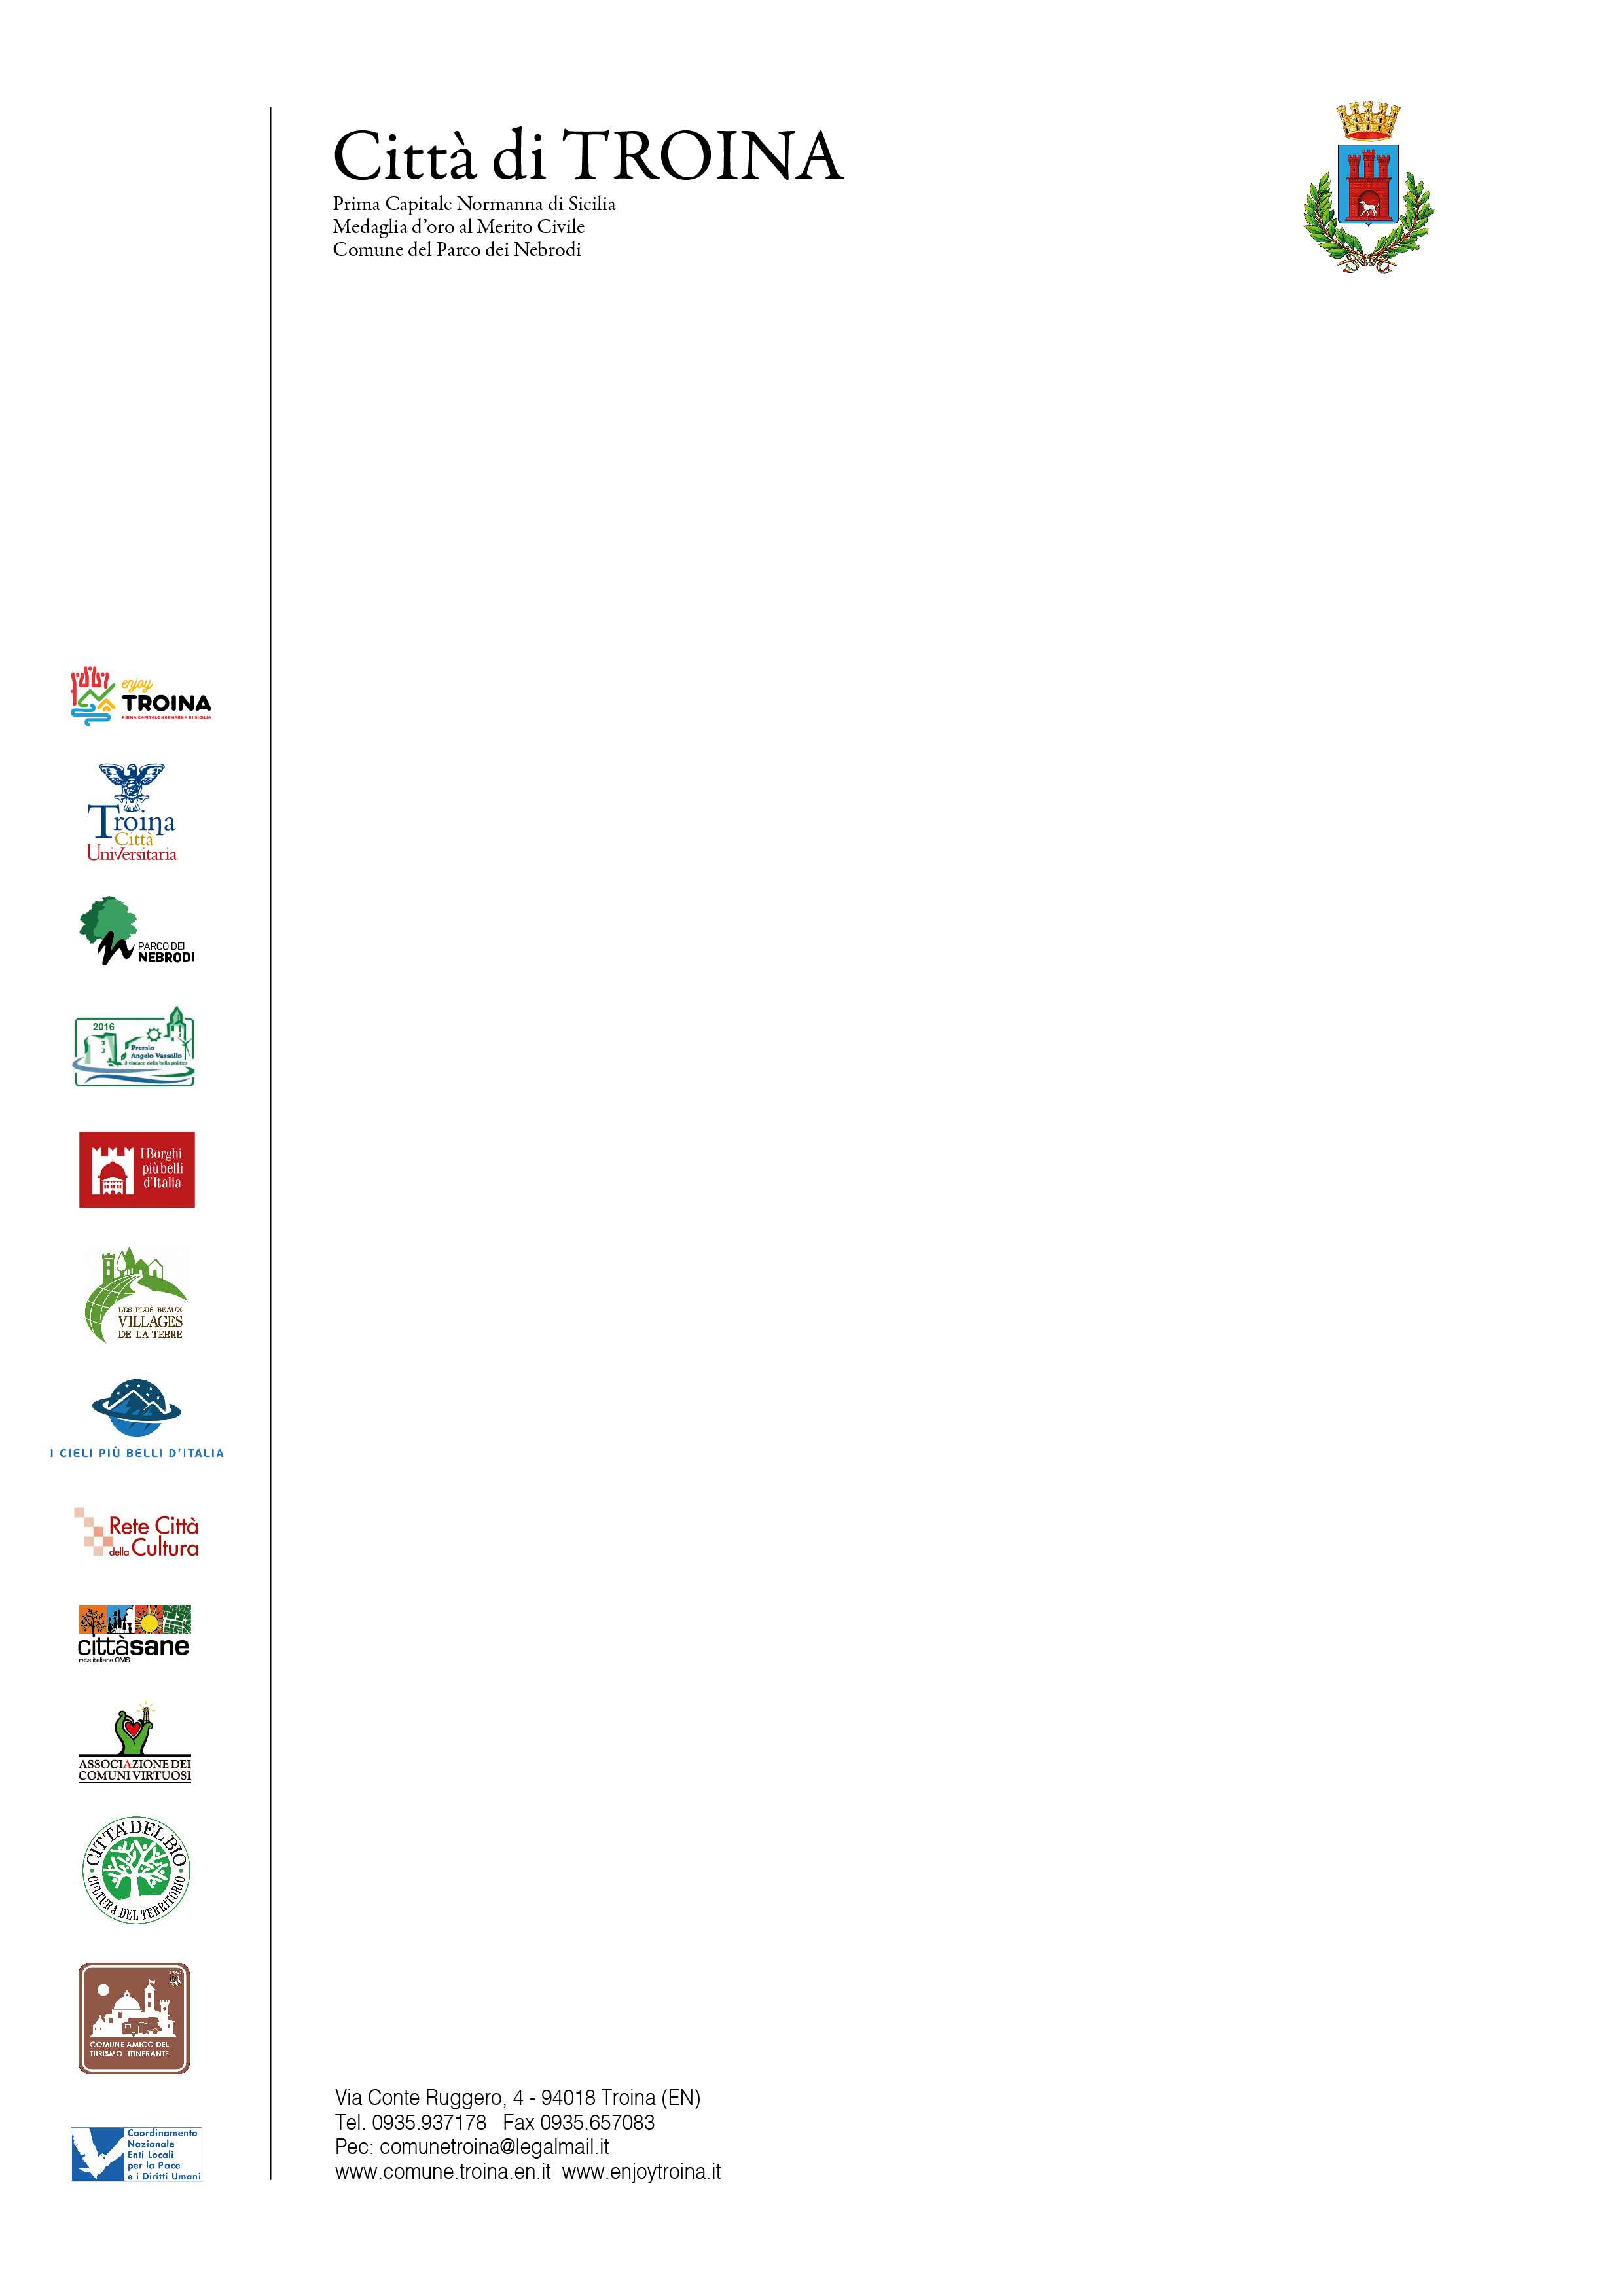 Città di TROINA
Prima Capitale Normanna di Sicilia
Medaglia d'oro al Merito Civile
Comune del Parco dei Nebrodi
enjoy
TROINA
PRIMA CAPITALE NORMANNA DI SICILIA
Troina
Città
Universitaria
PARCO DEI
NEBRODI
2016
Premio
Angelo Vassallo
il sindaco della bella politica
I Borghi
più belli
d'Italia
LES PLUS BEAUX
VILLAGES
DE LA TERRE
I CIELI PIÙ BELLI D'ITALIA
Rete Città
della Cultura
cittàsane
rete italiana OMS
ASSOCIAZIONE DEI
COMUNI VIRTUOSI
CITTÀ DEL BIO
CULTURA DEL TERRITORIO
COMUNE AMICO DEL
TURISMO ITINERANTE
Coordinamento
Nazionale
Enti Locali
per la Pace
e i Diritti Umani
Via Conte Ruggero, 4 - 94018 Troina (EN)
Tel. 0935.937178 Fax 0935.657083
Pec: comunetroina@legalmail.it
www.comune.troina.en.it www.enjoytroina.it